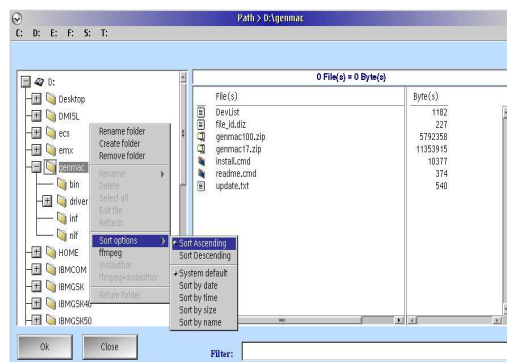 Path > D:\genmac
C: D: E: F: S: T:
D:
Desktop
DMISL
ecs
emx
genmac
bin
driver
inf
nif
HOME
IBMCOM
IBMGSK
IBMGSK40
IBMGSK50
Rename folder
Create folder
Remove folder
Rename
Delete
Select all
Edit file
Refresh
Sort options
ffmpeg
dvdauthor
ffmpeg+dvdauthor
Return Folder
Sort Ascending
Sort Descending
System default
Sort by date
Sort by time
Sort by size
Sort by name
0 File(s) = 0 Byte(s)
File(s) Byte(s)
DevList 1182
file_id.diz 227
genmac100.zip 5792358
genmac17.zip 11353915
install.cmd 10377
readme.cmd 374
update.txt 540
Ok Close Filter: